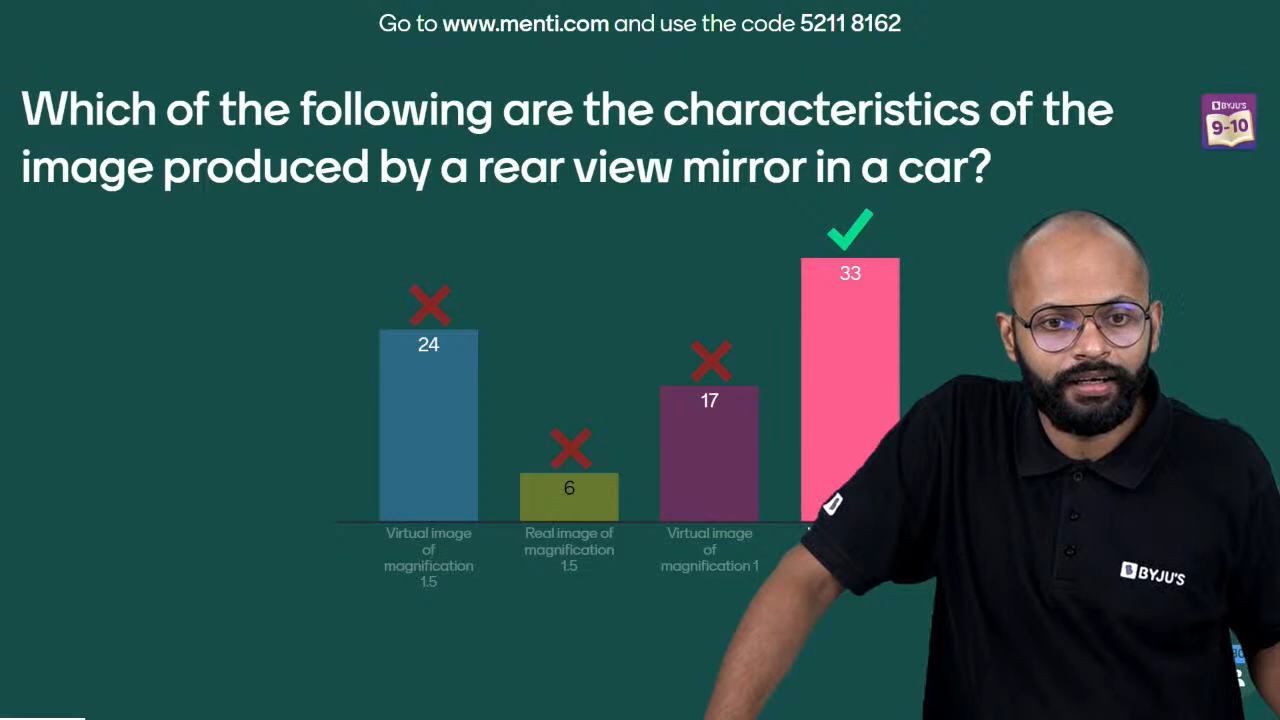 Go to www.menti.com and use the code 5211 8162
Which of the following are the characteristics of the
image produced by a rear view mirror in a car?
BYJU'S
9-10
33
24
17
6
Virtual image
of
magnification
1.5
Real image of
magnification
1.5
Virtual image
of
magnification 1
BYJU'S